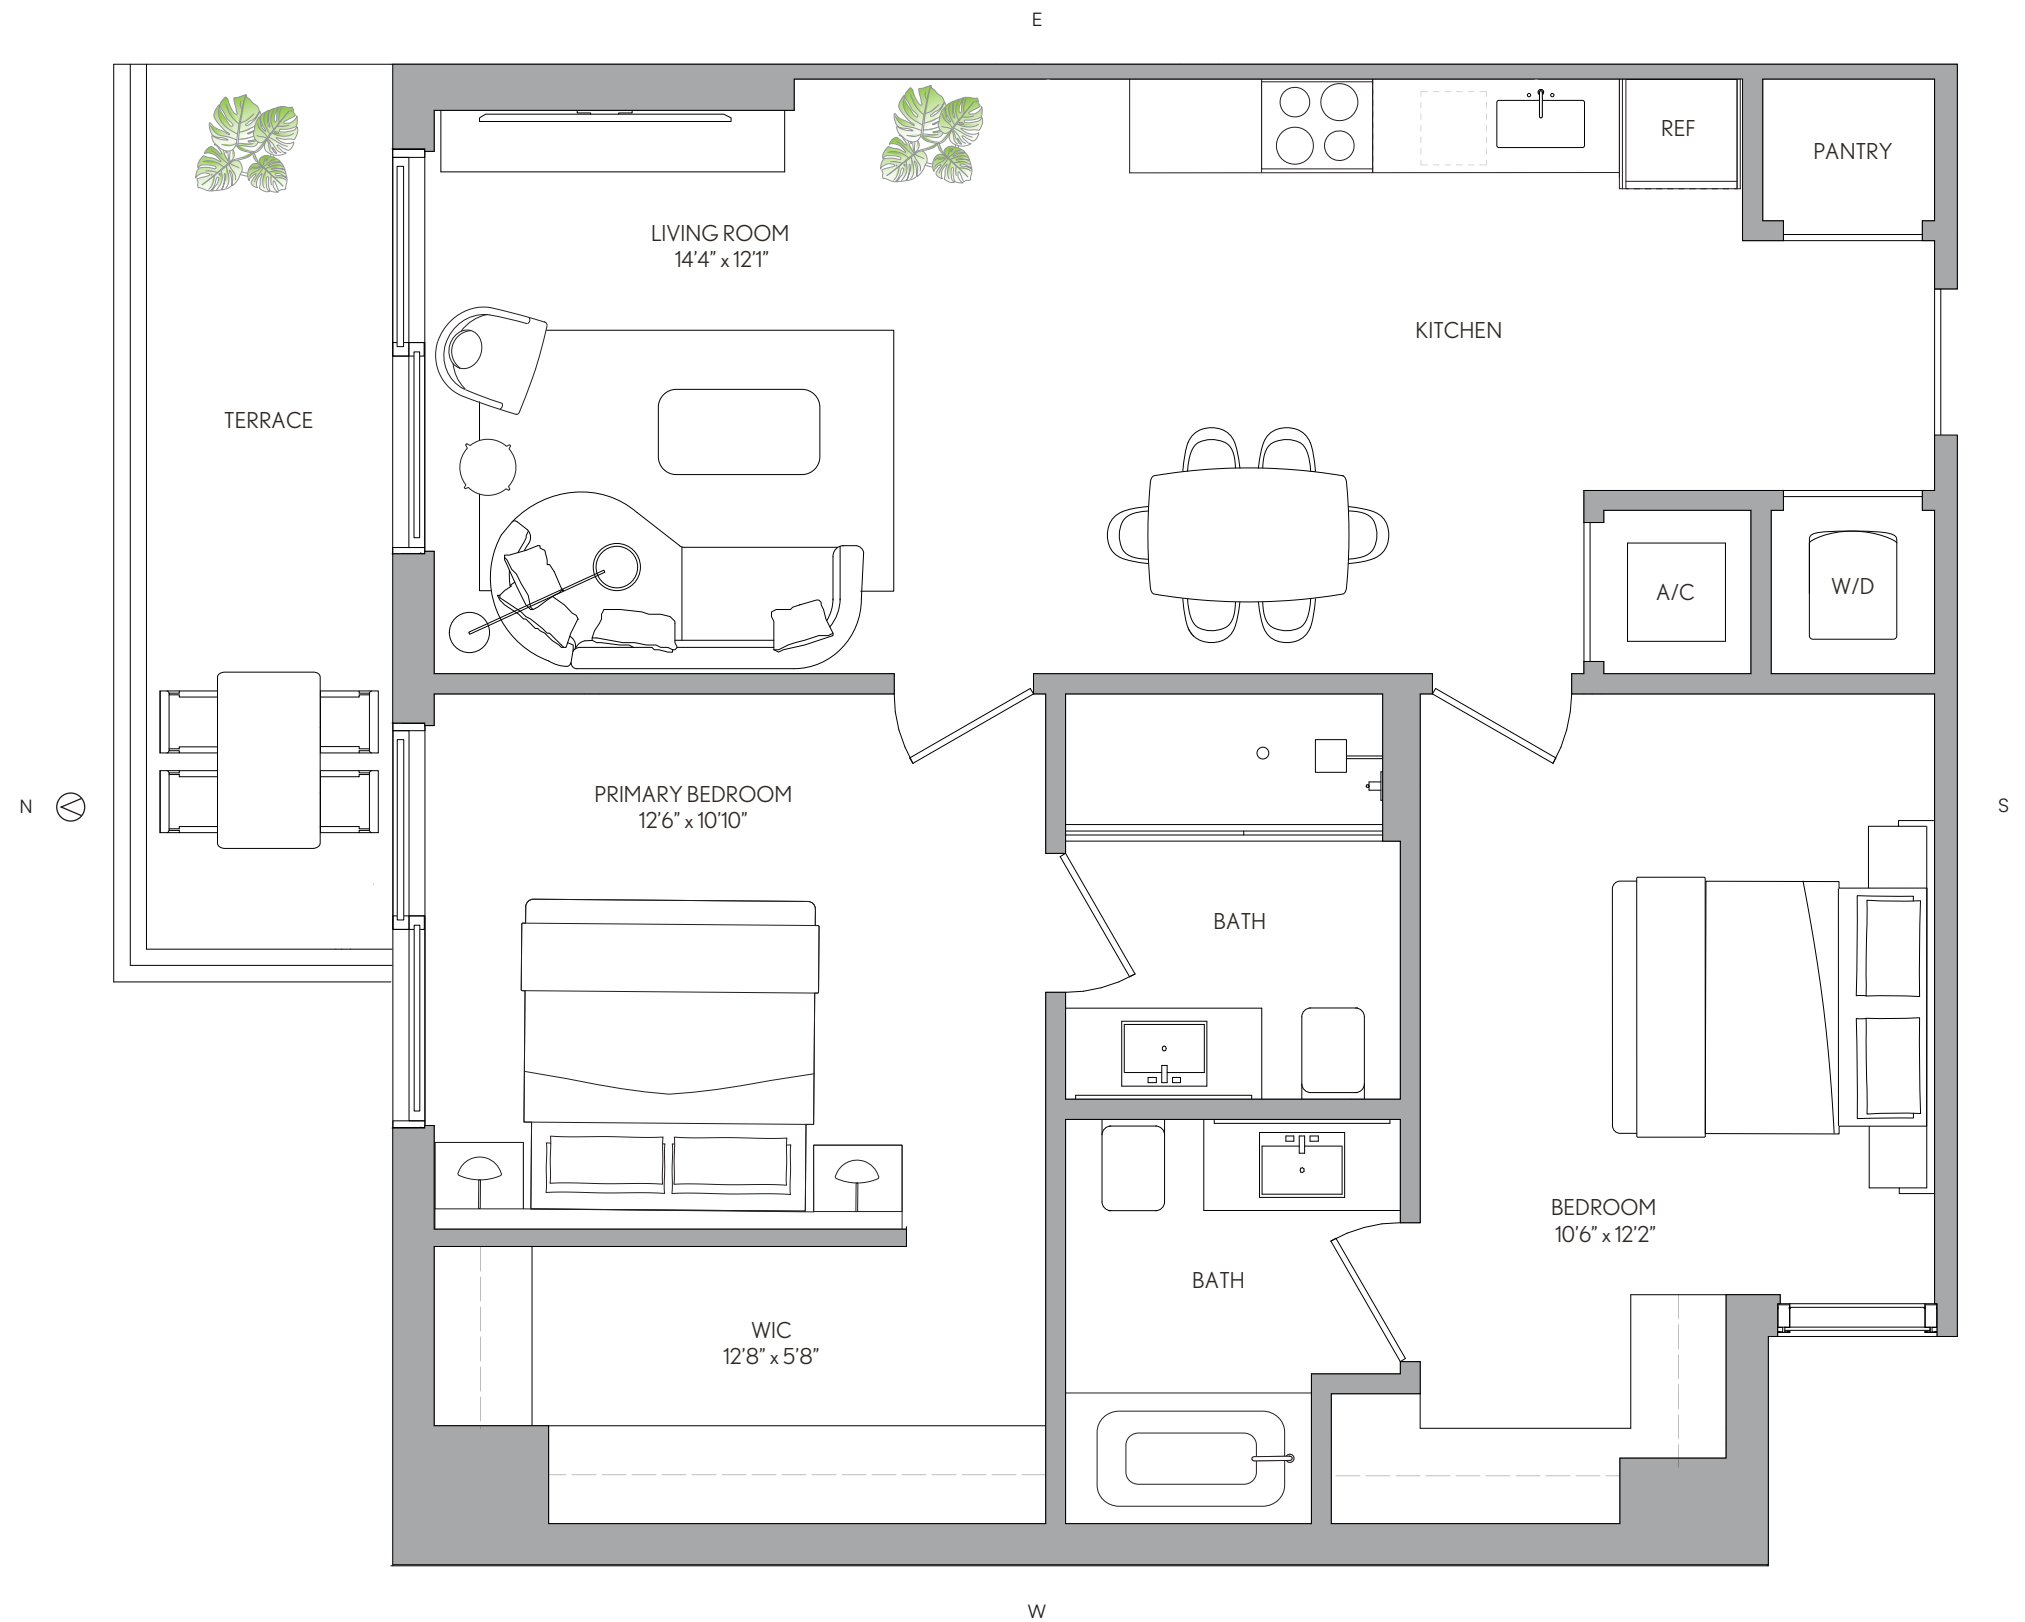 E
REF
PANTRY
LIVING ROOM
14'4" x 12'1"
KITCHEN
TERRACE
A/C
W/D
N
PRIMARY BEDROOM
12'6" x 10'10"
S
BATH
BEDROOM
10'6" x 12'2"
BATH
WIC
12'8" x 5'8"
W